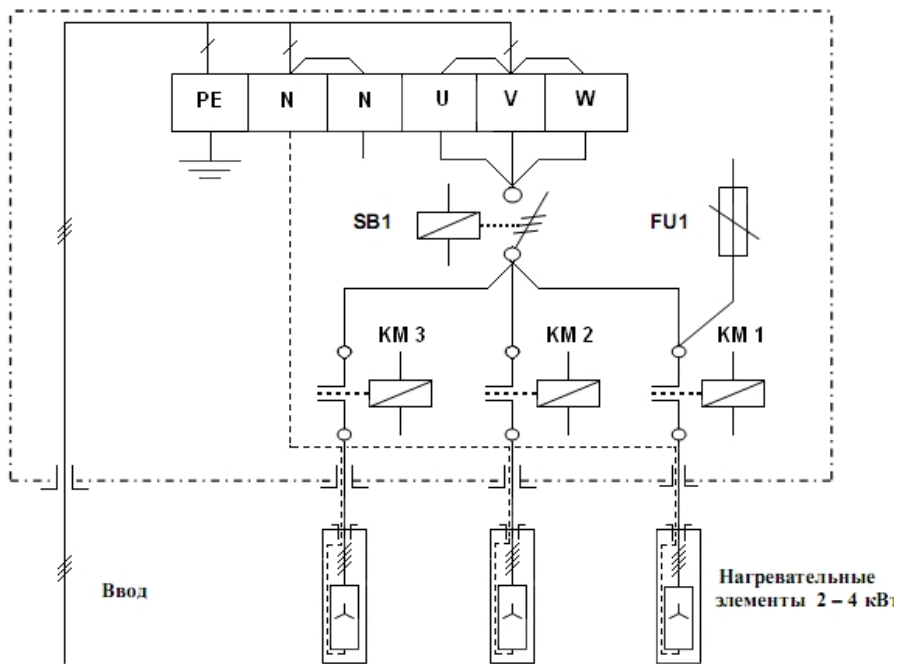 PE N N U V W
SB1
FU1
KM 3
KM 2
KM 1
Ввод
Нагревательные
элементы 2 – 4 кВт